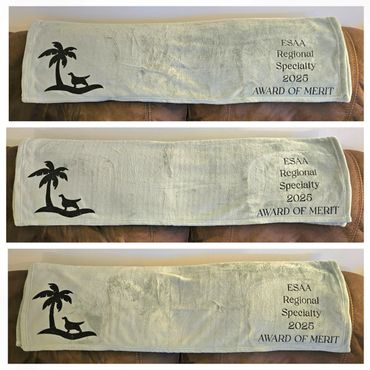 ESAA
Regional
Specialty
2025
AWARD OF MERIT
ESAA
Regional
Specialty
2025
AWARD OF MERIT
ESAA
Regional
Specialty
2025
AWARD OF MERIT